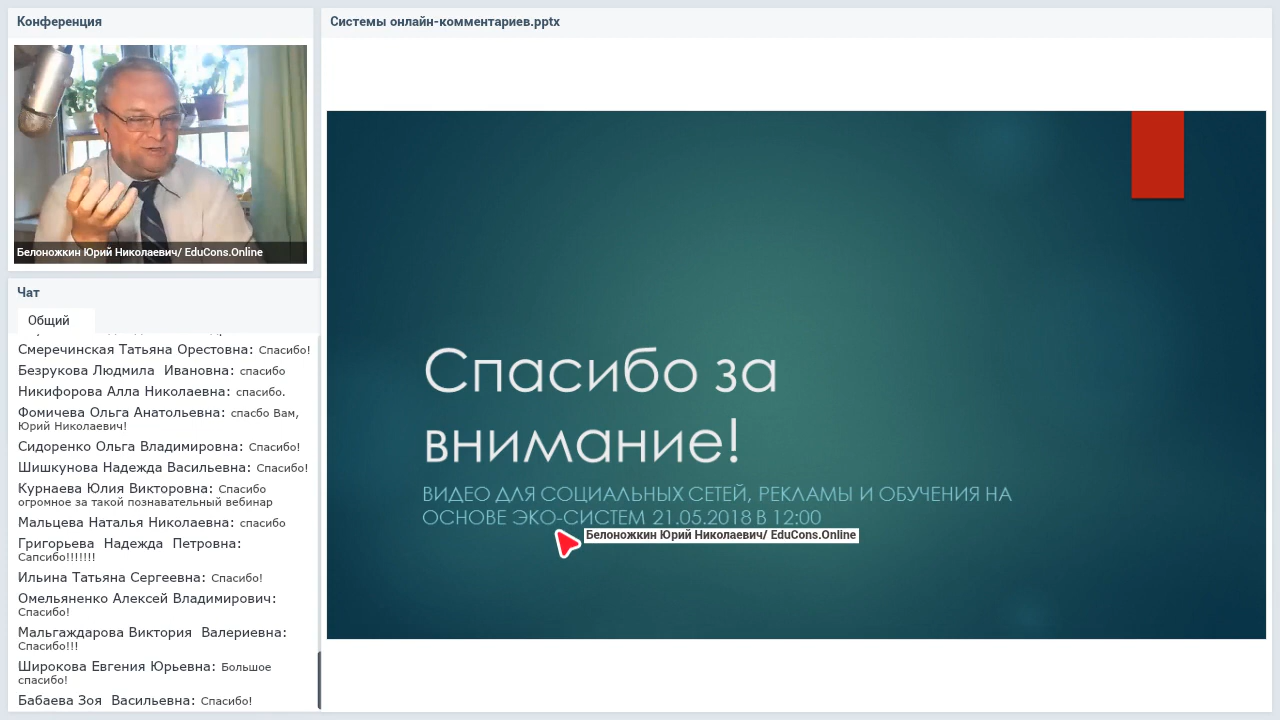 Конференция
Системы онлайн-комментариев.pptx
Белоножкин Юрий Николаевич/ EduCons.Online
Чат
Общий
Смеречинская Татьяна Орестовна: Спасибо!
Безрукова Людмила Ивановна: спасибо
Никифорова Алла Николаевна: спасибо.
Фомичева Ольга Анатольевна: спасбо Вам,
Юрий Николаевич!
Сидоренко Ольга Владимировна: Спасибо!
Шишкунова Надежда Васильевна: Спасибо!
Курнаева Юлия Викторовна: Спасибо
огромное за такой познавательный вебинар
Мальцева Наталья Николаевна: спасибо
Григорьева Надежда Петровна:
Сапсибо!!!!!!!
Ильина Татьяна Сергеевна: Спасибо!
Омельяненко Алексей Владимирович:
Спасибо!
Мальгаждарова Виктория Валериевна:
Спасибо!!!
Широкова Евгения Юрьевна: Большое
спасибо!
Бабаева Зоя Васильевна: Спасибо!
Спасибо за
внимание!
ВИДЕО ДЛЯ СОЦИАЛЬНЫХ СЕТЕЙ, РЕКЛАМЫ И ОБУЧЕНИЯ НА
ОСНОВЕ ЭКО-СИСТЕМ 21.05.2018 В 12:00
Белоножкин Юрий Николаевич/ EduCons.Online